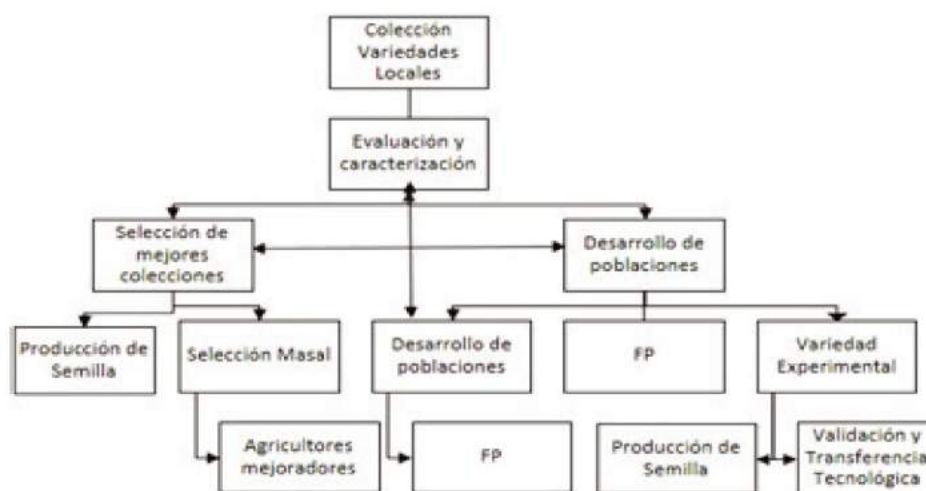 Colección
Variedades
Locales
Evaluación y
caracterización
Selección de
mejores
colecciones
Desarrollo de
poblaciones
Producción de
Semilla
Selección Masal
Desarrollo de
poblaciones
FP
Variedad
Experimental
Agricultores
mejoradores
FP
Producción de
Semilla
Validación y
Transferencia
Tecnológica